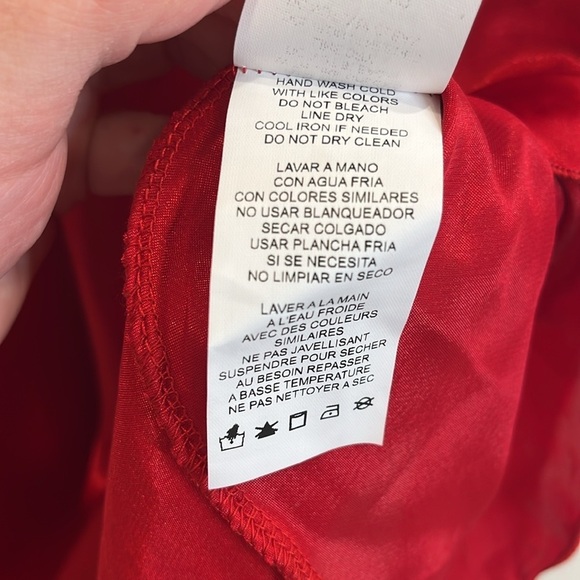 HAND WASH COLD
WITH LIKE COLORS
DO NOT BLEACH
LINE DRY
COOL IRON IF NEEDED
DO NOT DRY CLEAN
LAVAR A MANO
CON AGUA FRIA
CON COLORES SIMILARES
NO USAR BLANQUEADOR
SECAR COLGADO
USAR PLANCHA FRIA
SI SE NECESITA
NO LIMPIAR EN SECO
LAVER A LA MAIN
A L'EAU FROIDE
AVEC DES COULEURS
SIMILAIRES
NE PAS JAVELLISANT
SUSPENDRE POUR SECHER
AU BESOIN REPASSER
A BASSE TEMPERATURE
NE PAS NETTOYER A SEC